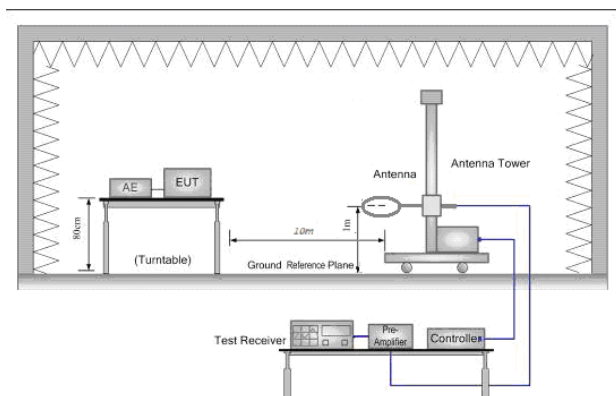 Antenna
Antenna Tower
AE
EUT
80cm
(Turntable)
10m
1m
Ground Reference Plane
Test Receiver
Pre-
Amplifier
Controller